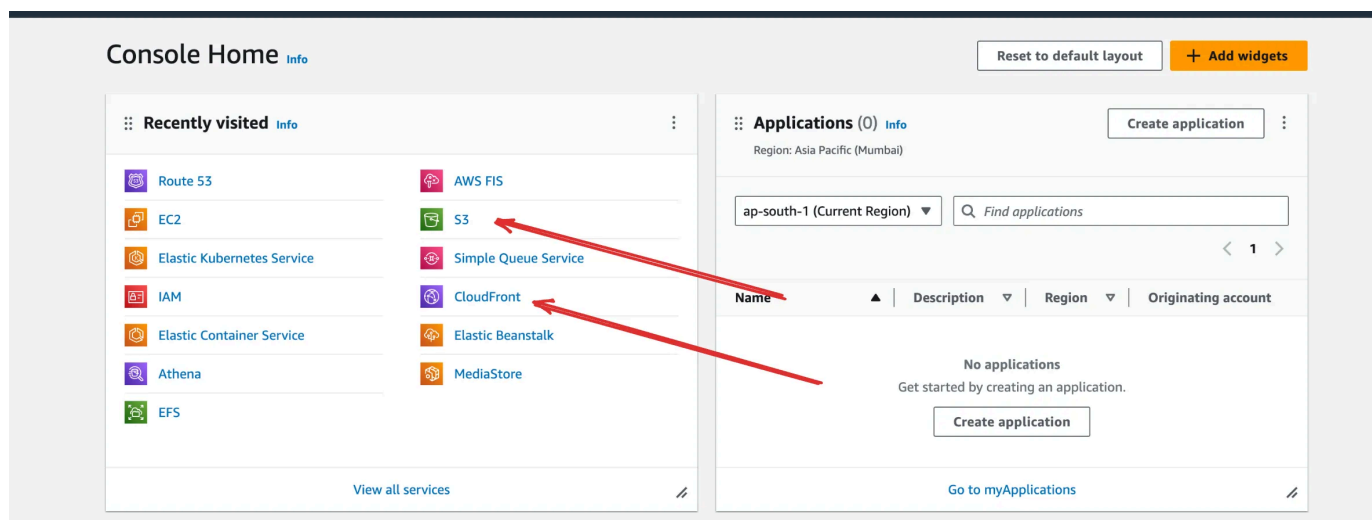 Console Home Info
Reset to default layout
+ Add widgets
Recently visited Info
Route 53
AWS FIS
EC2
S3
Elastic Kubernetes Service
Simple Queue Service
IAM
CloudFront
Elastic Container Service
Elastic Beanstalk
Athena
MediaStore
EFS
View all services
Applications (0) Info
Create application
Region: Asia Pacific (Mumbai)
ap-south-1 (Current Region)
Find applications
1
Name Description Region Originating account
No applications
Get started by creating an application.
Create application
Go to myApplications